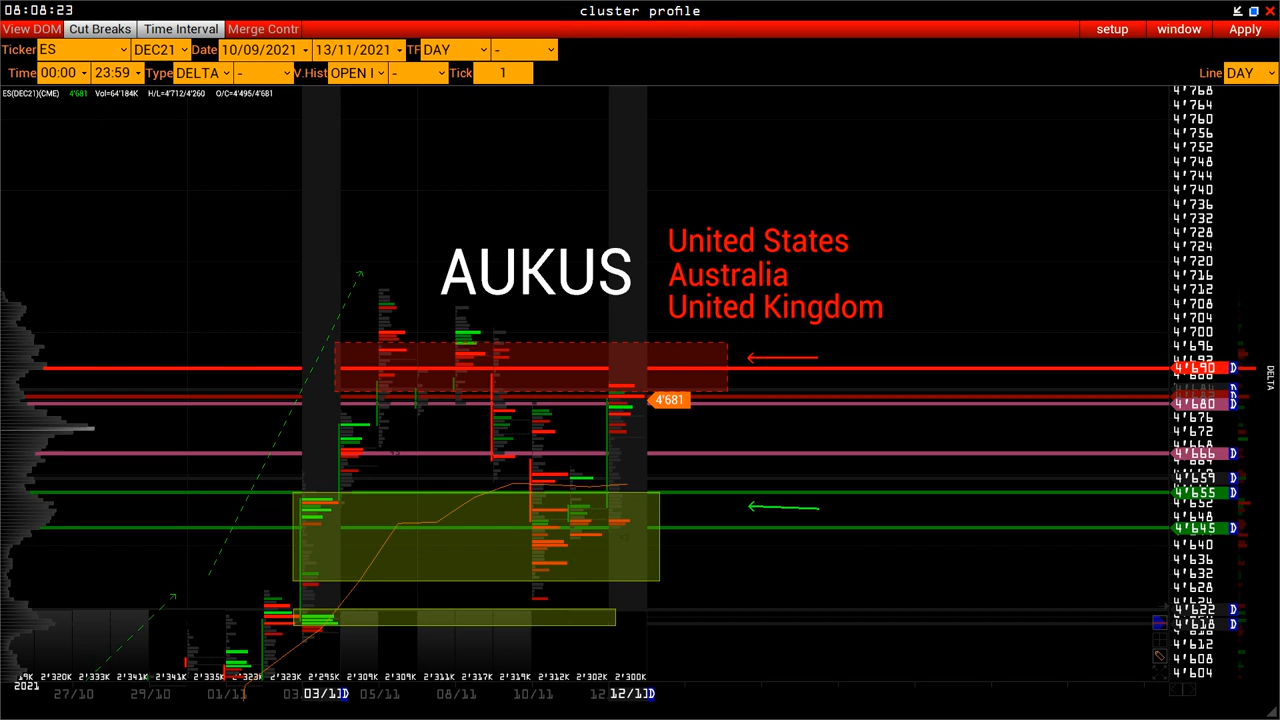 08:08:23
cluster profile
View DOM Cut Breaks Time Interval Merge Contr
setup window Apply
Ticker ES DEC21 Date 10/09/2021 - 13/11/2021 TF DAY -
Time 00:00 - 23:59 Type DELTA - V.Hist OPEN I - Tick 1
Line DAY
ES(DEC21)(CME) 4'681 Vol=64'184K H/L=4'712/4'260 O/C=4'495/4'681
AUKUS
United States
Australia
United Kingdom
4'681
4'768
4'764
4'760
4'756
4'752
4'748
4'744
4'740
4'736
4'732
4'728
4'724
4'720
4'716
4'712
4'708
4'704
4'700
4'696
4'690 D
4'680 D
4'676
4'672
4'666 D
4'659 D
4'655 D
4'652
4'648
4'645 D
4'640
4'636
4'632
4'628
4'622 D
4'618 D
4'612
4'608
4'604
DELTA
19K 2'320K 2'333K 2'341K 2'341K 2'335K 2'323K 2'295K 2'309K 2'309K 2'311K 2'317K 2'319K 2'312K 2'302K 2'300K
2021 27/10 29/10 01/11 03/11 D 05/11 08/11 10/11 12/11 D